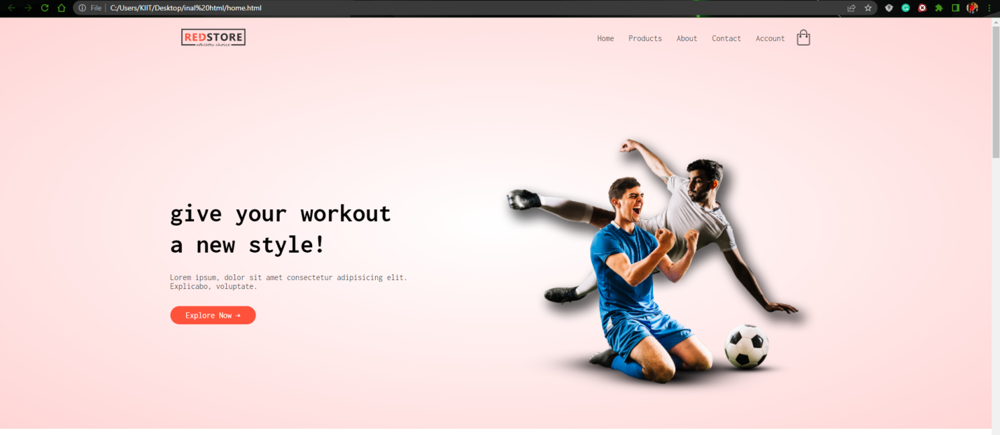 File | C:/Users/KIIT/Desktop/inal%20html/home.html
REDSTORE
athletes choice
Home Products About Contact Account
give your workout
a new style!
Lorem ipsum, dolor sit amet consectetur adipisicing elit.
Explicabo, voluptate.
Explore Now →